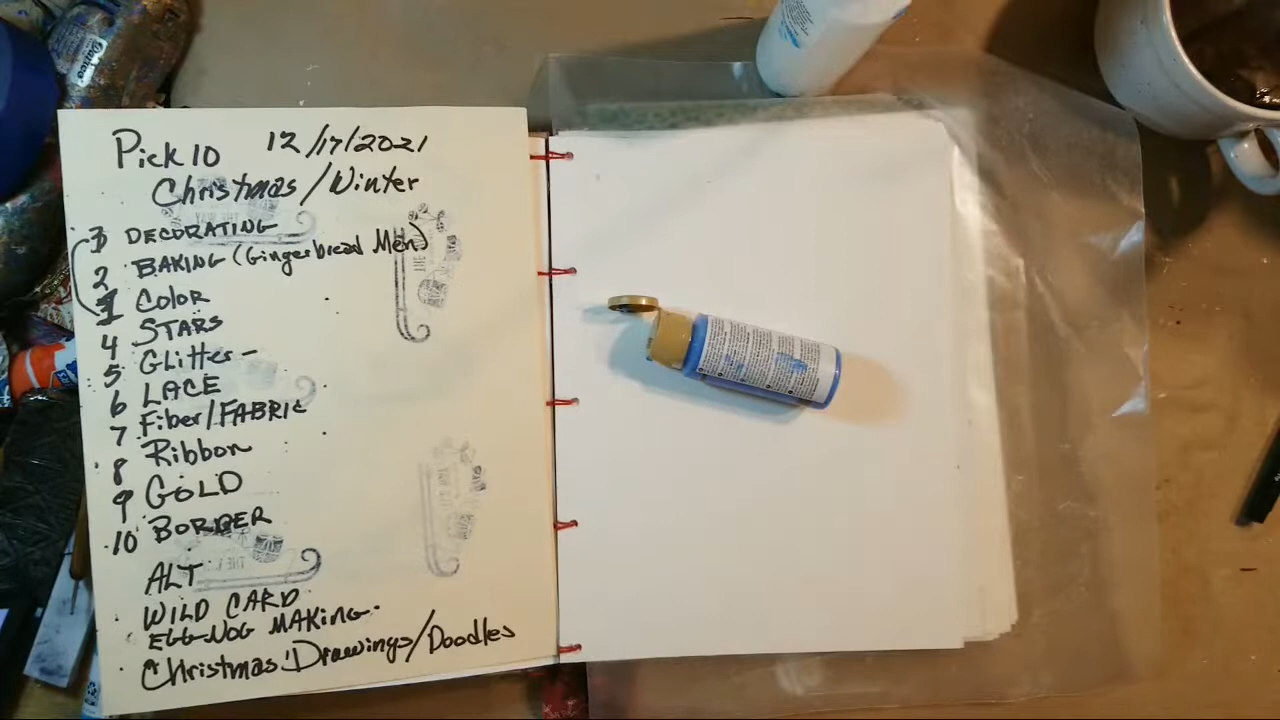 Pick 10 12/17/2021
Christmas/Winter
3 DECORATING
2 BAKING (Gingerbread Men)
1 Color
4 STARS
5 Glitter-
6 LACE
7 Fiber/FABRIC
8 Ribbon
9 GOLD
10 BORDER
ALT
WILD CARD
EGG-NOG MAKING
Christmas Drawings/Doodles